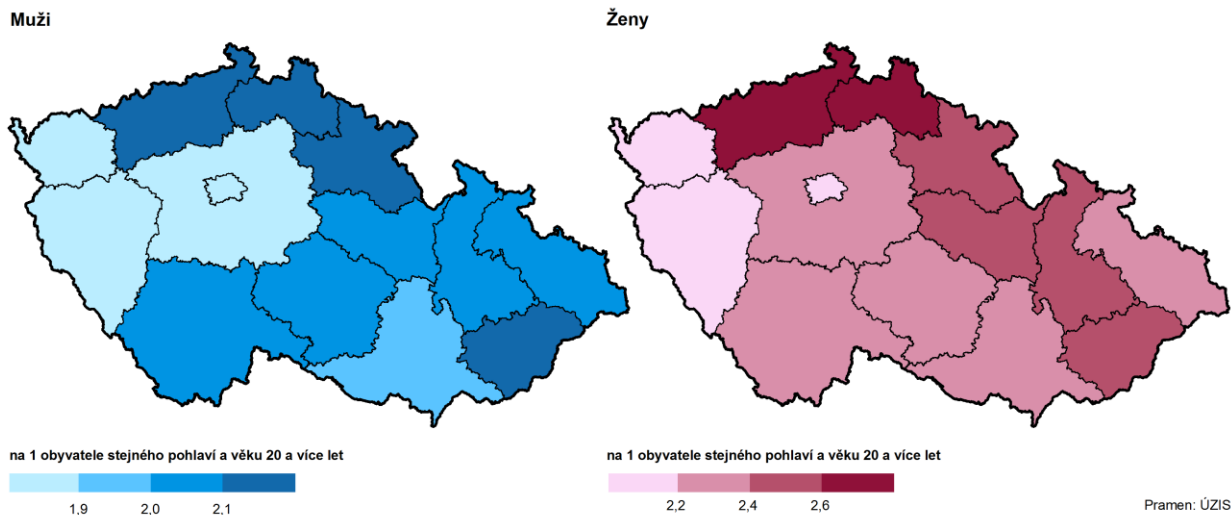 Muži
Ženy
na 1 obyvatele stejného pohlaví a věku 20 a více let
1,9 2,0 2,1
na 1 obyvatele stejného pohlaví a věku 20 a více let
2,2 2,4 2,6
Pramen: ÚZIS